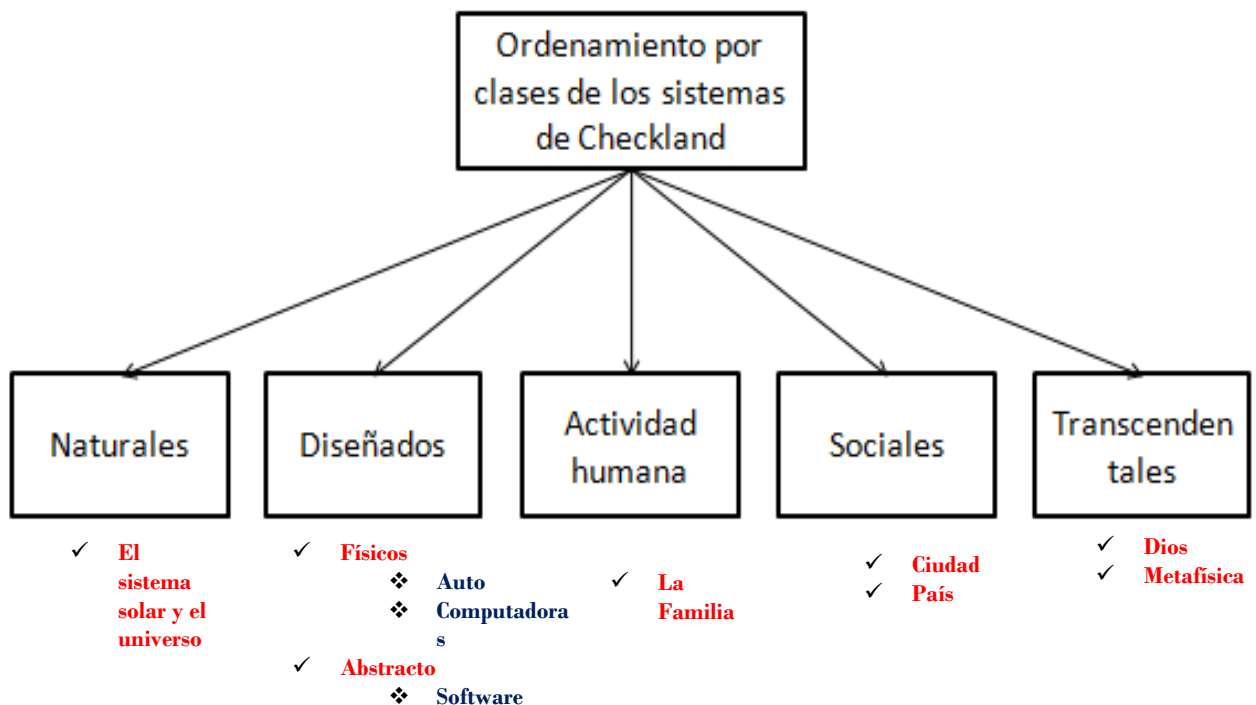 Ordenamiento por
clases de los sistemas
de Checkland
Naturales
Diseñados
Actividad
humana
Sociales
Transcenden
tales
✓ El
sistema
solar y el
universo
✓ Físicos
❖ Auto
❖ Computadora
s
✓ Abstracto
❖ Software
✓ La
Familia
✓ Ciudad
✓ País
✓ Dios
✓ Metafísica